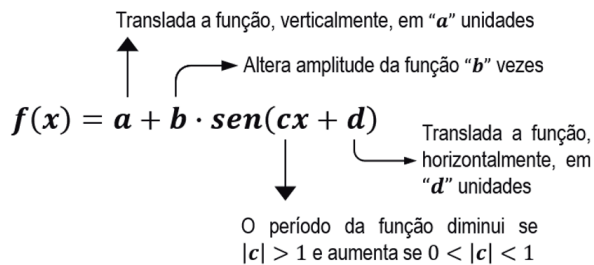 Translada a função, verticalmente, em “a” unidades
Altera amplitude da função “b” vezes
f(x) = a + b · sen(cx + d)
Translada a função,
horizontalmente, em
“d” unidades
O período da função diminui se
|c| > 1 e aumenta se 0 < |c| < 1